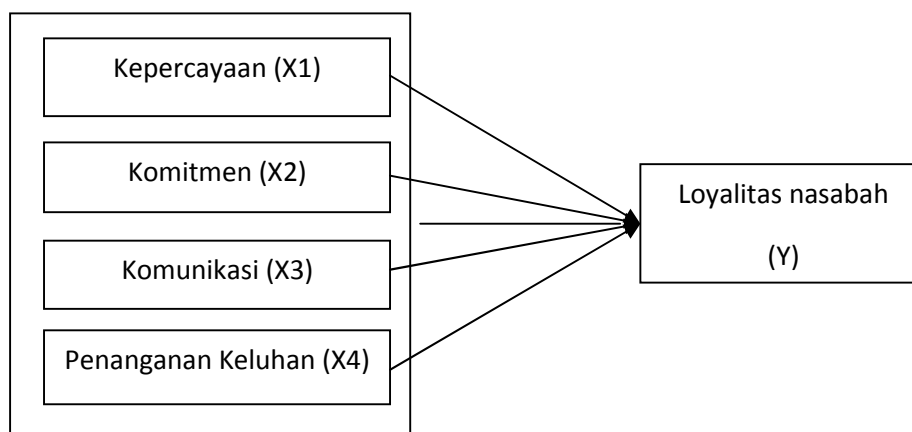 Kepercayaan (X1)
Komitmen (X2)
Komunikasi (X3)
Penanganan Keluhan (X4)
Loyalitas nasabah
(Y)